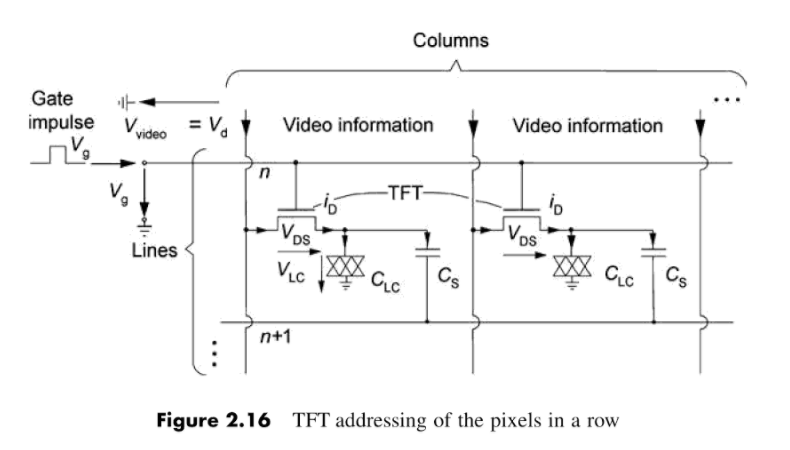 Columns
Gate
impulse
V_g
V_video = V_d
Video information
Video information
...
V_g
n
Lines
TFT
i_D
i_D
V_DS
V_DS
V_LC
C_LC
C_S
C_LC
C_S
n+1
Figure 2.16 TFT addressing of the pixels in a row